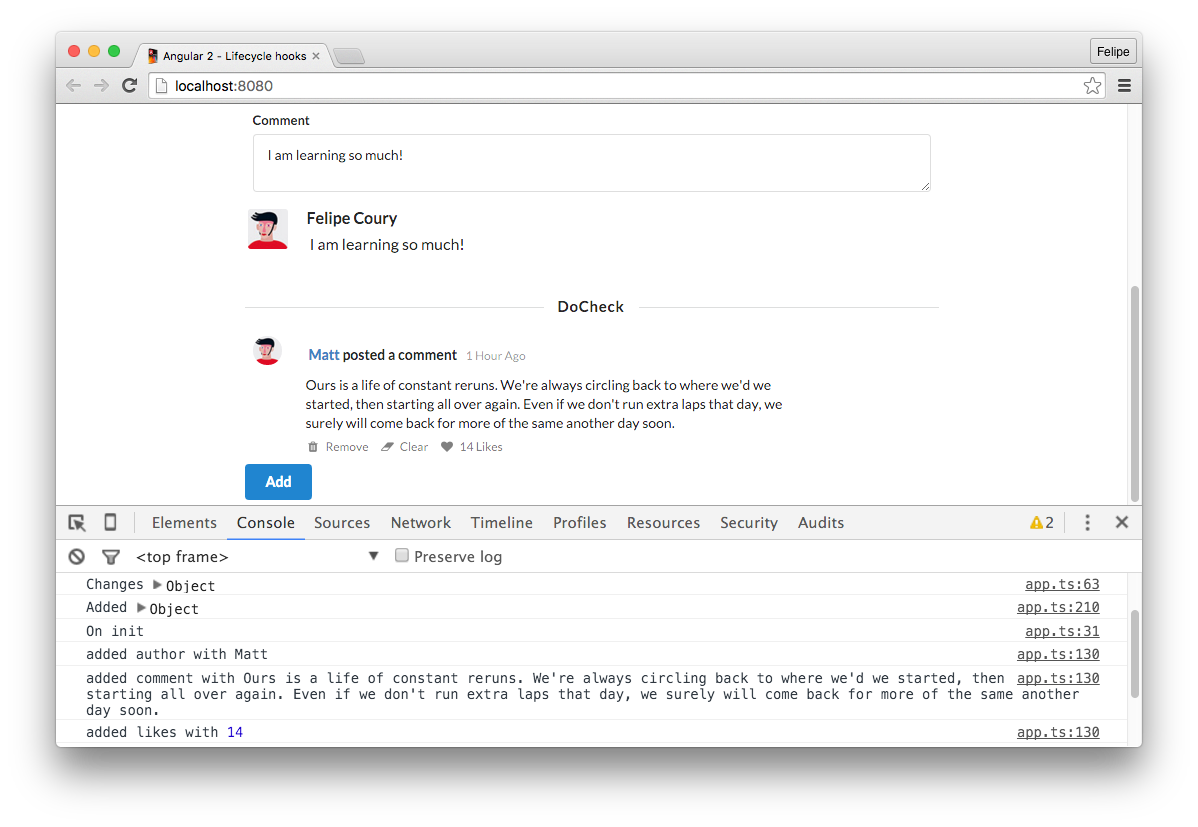 Angular 2 - Lifecycle hooks
Felipe
localhost:8080
Comment
I am learning so much!
Felipe Coury
I am learning so much!
DoCheck
Matt posted a comment 1 Hour Ago
Ours is a life of constant reruns. We're always circling back to where we'd we
started, then starting all over again. Even if we don't run extra laps that day, we
surely will come back for more of the same another day soon.
Remove Clear 14 Likes
Add
Elements Console Sources Network Timeline Profiles Resources Security Audits 2
<top frame> Preserve log
Changes Object app.ts:63
Added Object app.ts:210
On init app.ts:31
added author with Matt app.ts:130
added comment with Ours is a life of constant reruns. We're always circling back to where we'd we started, then app.ts:130
starting all over again. Even if we don't run extra laps that day, we surely will come back for more of the same another
day soon.
added likes with 14 app.ts:130